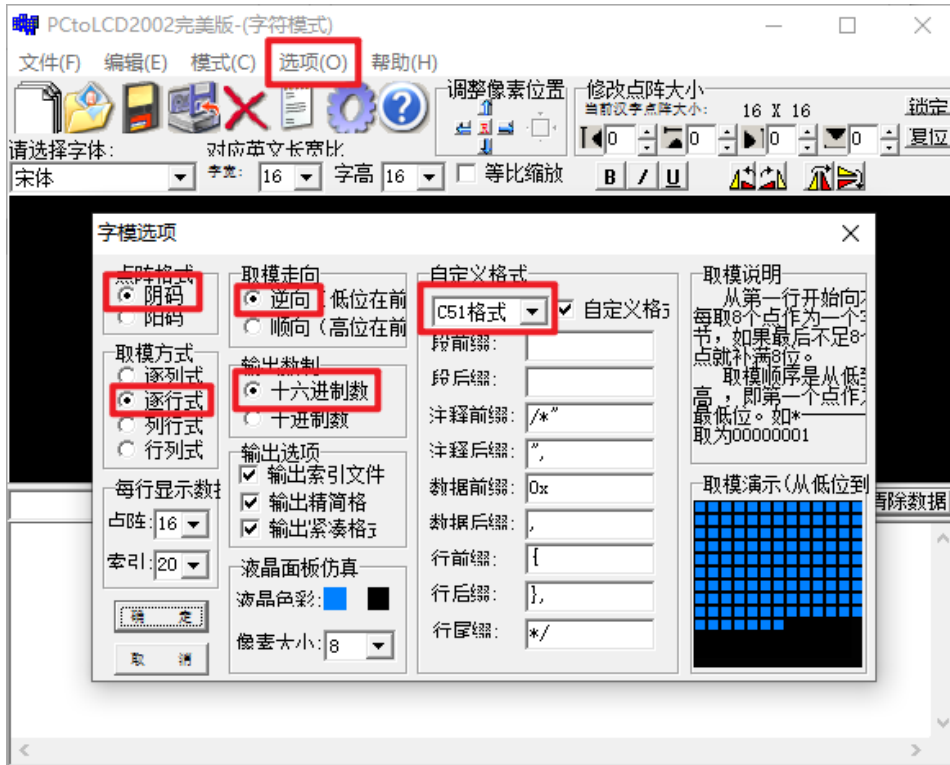 PCtoLCD2002完美版-(字符模式)
文件(F) 编辑(E) 模式(C) 选项(O) 帮助(H)
调整像素位置
修改点阵大小
当前汉字点阵大小: 16 X 16
锁定
0 0 0 0 复位
请选择字体: 对应英文长宽比
宋体 字宽: 16 字高 16 等比缩放 B I U
字模选项
点阵格式
阴码
阳码
取模方式
逐列式
逐行式
列行式
行列式
每行显示数据
点阵: 16
索引: 20
确 定
取 消
取模走向
逆向(低位在前
顺向(高位在前
输出数制
十六进制数
十进制数
输出选项
输出索引文件
输出精简格
输出紧凑格式
液晶面板仿真
液晶色彩:
像素大小: 8
自定义格式
C51格式 自定义格式
段前缀:
段后缀:
注释前缀: /*"
注释后缀: ",
数据前缀: 0x
数据后缀: ,
行前缀: {
行后缀: },
行尾缀: */
取模说明
从第一行开始向
每取8个点作为一个
节,如果最后不足8
点就补满8位。
取模顺序是从低到
高,即第一个点作
最低位。如*
取为00000001
取模演示(从低位到
清除数据